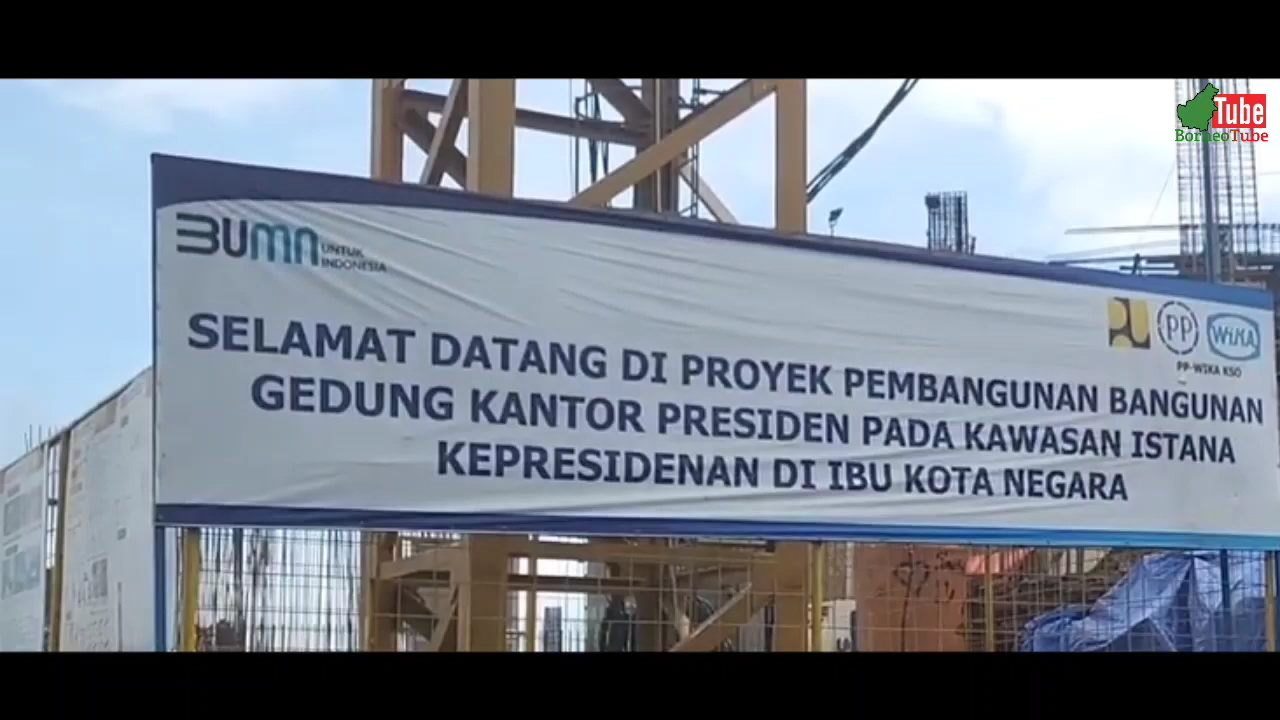 Tube
BorneoTube
BUMN UNTUK INDONESIA
PU PP WIKA
PP-WIKA KSO
SELAMAT DATANG DI PROYEK PEMBANGUNAN BANGUNAN
GEDUNG KANTOR PRESIDEN PADA KAWASAN ISTANA
KEPRESIDENAN DI IBU KOTA NEGARA